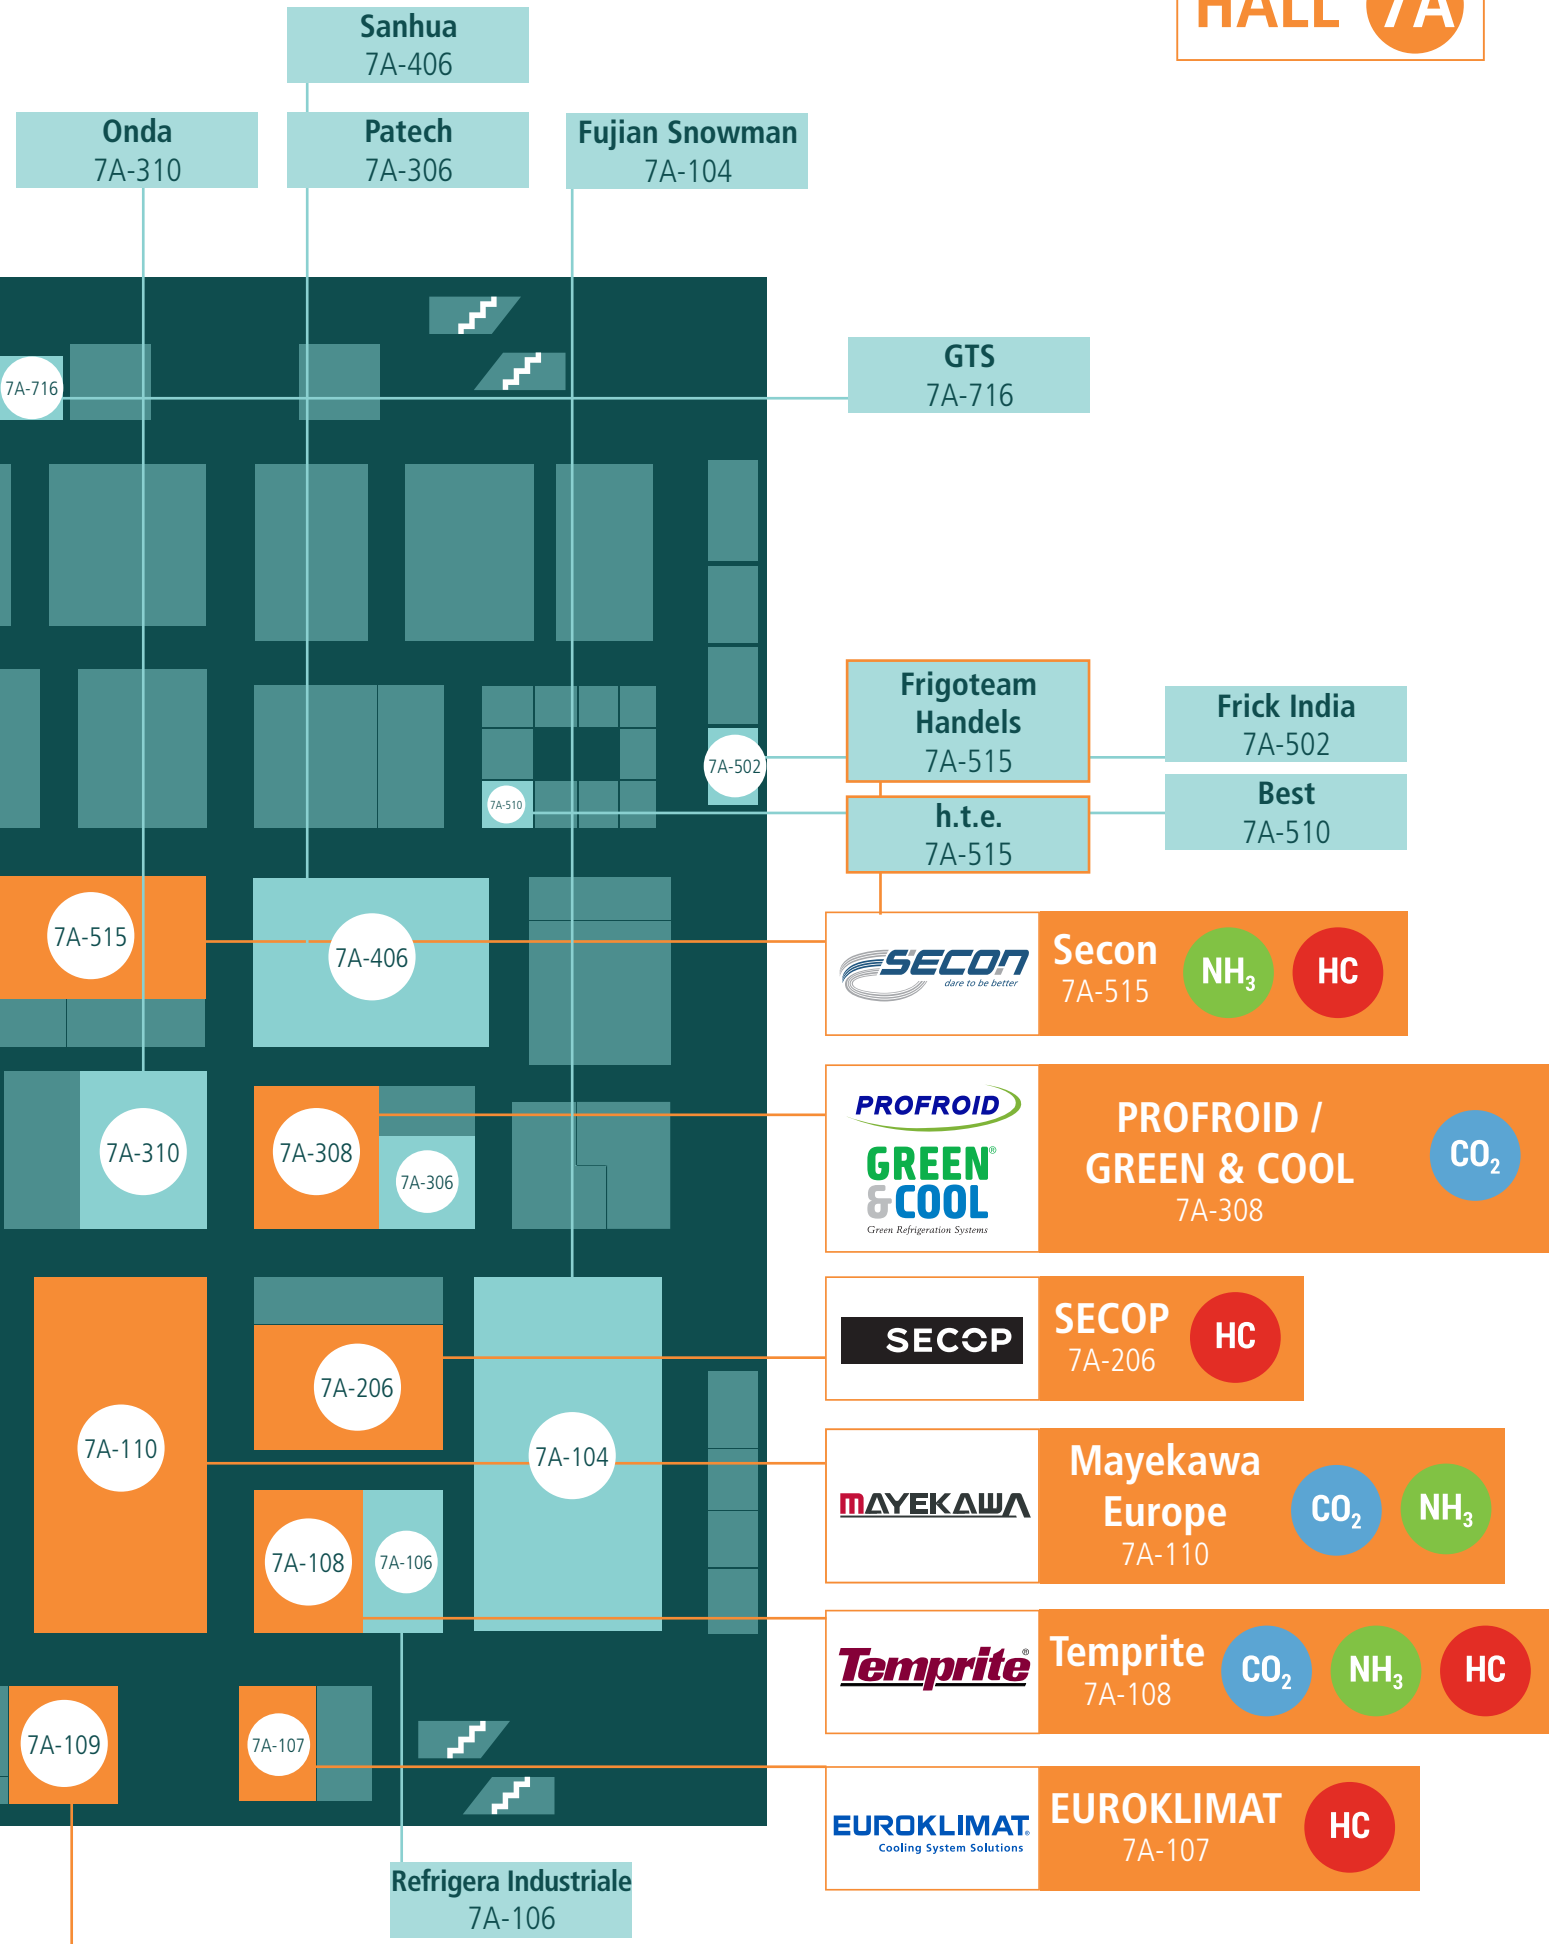 HALL 7A
Sanhua
7A-406
Onda
7A-310
Patech
7A-306
Fujian Snowman
7A-104
7A-716
GTS
7A-716
Frigoteam
Handels
7A-515
Frick India
7A-502
7A-502
h.t.e.
7A-515
Best
7A-510
7A-510
7A-515
7A-406
SECON
dare to be better
Secon
7A-515
NH3
HC
7A-310
7A-308
7A-306
PROFROID
GREEN®
&COOL
Green Refrigeration Systems
PROFROID /
GREEN & COOL
7A-308
CO2
7A-206
SECOP
SECOP
7A-206
HC
7A-110
7A-104
MAYEKAWA
Mayekawa
Europe
7A-110
CO2
NH3
7A-108
7A-106
Temprite®
Temprite
7A-108
CO2
NH3
HC
7A-109
7A-107
EUROKLIMAT®
Cooling System Solutions
EUROKLIMAT
7A-107
HC
Refrigera Industriale
7A-106